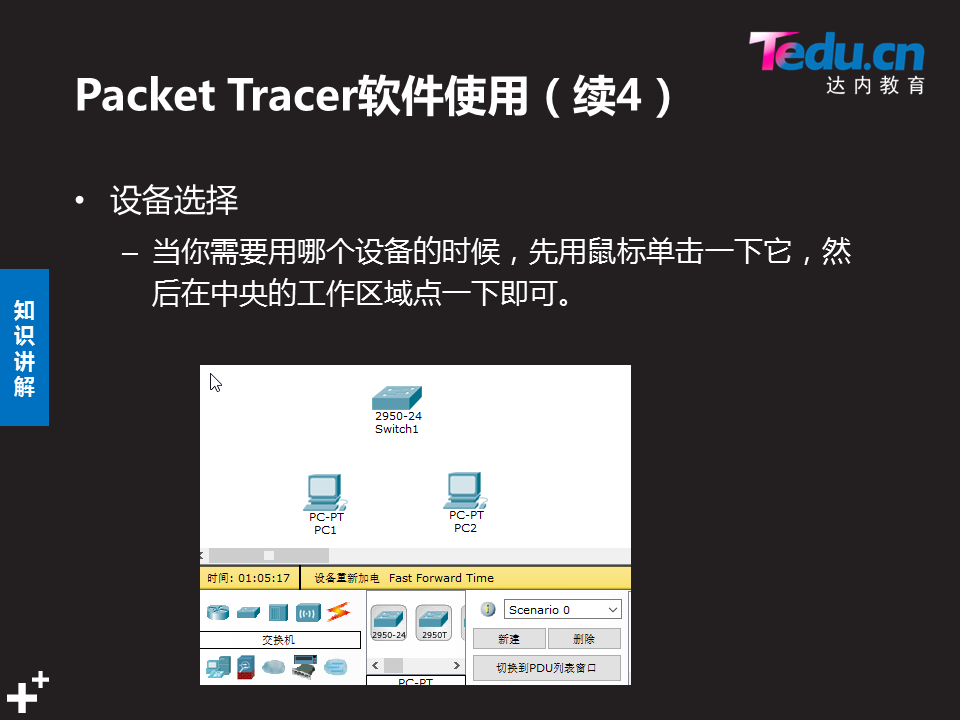 Tedu.cn
达内教育
Packet Tracer软件使用（续4）
• 设备选择
– 当你需要用哪个设备的时候，先用鼠标单击一下它，然
后在中央的工作区域点一下即可。
知识讲解
2950-24
Switch1
PC-PT
PC1
PC-PT
PC2
时间: 01:05:17
设备重新加电 Fast Forward Time
交换机
2950-24
2950T
PC-PT
Scenario 0
新建
删除
切换到PDU列表窗口